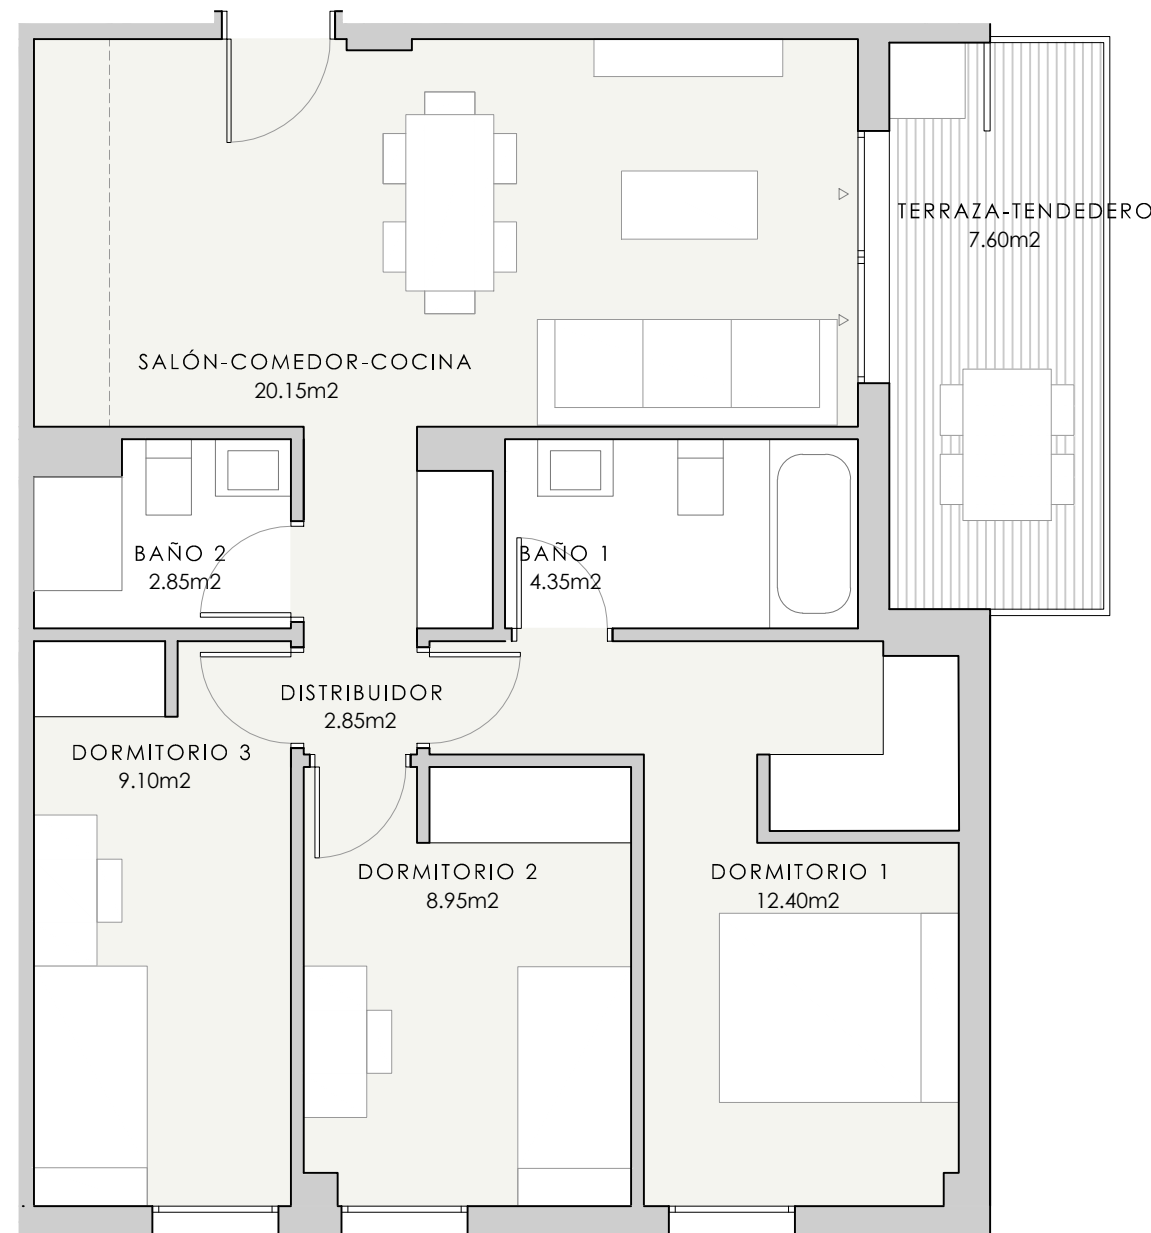 TERRAZA-TENDEDERO
7.60m2
SALÓN-COMEDOR-COCINA
20.15m2
BAÑO 2
2.85m2
BAÑO 1
4.35m2
DISTRIBUIDOR
2.85m2
DORMITORIO 3
9.10m2
DORMITORIO 2
8.95m2
DORMITORIO 1
12.40m2